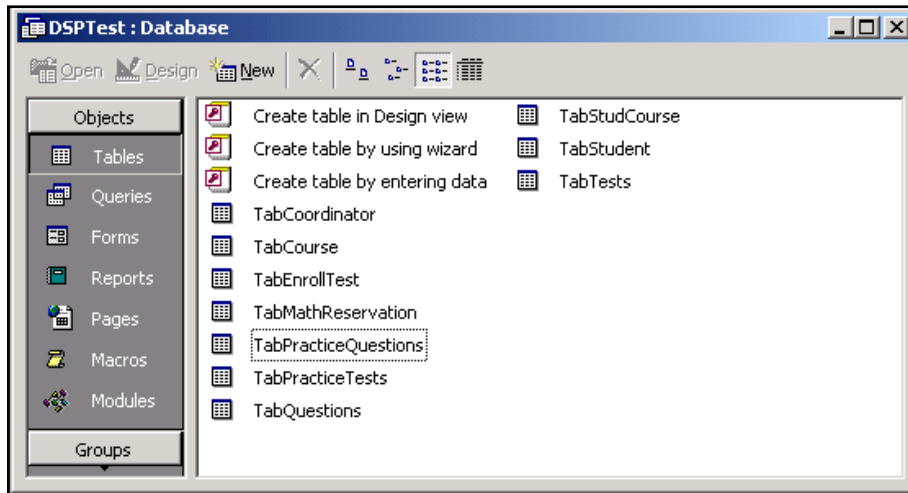 DSPTest : Database
Open Design New
Objects
Tables
Queries
Forms
Reports
Pages
Macros
Modules
Groups
Create table in Design view
Create table by using wizard
Create table by entering data
TabCoordinator
TabCourse
TabEnrollTest
TabMathReservation
TabPracticeQuestions
TabPracticeTests
TabQuestions
TabStudCourse
TabStudent
TabTests